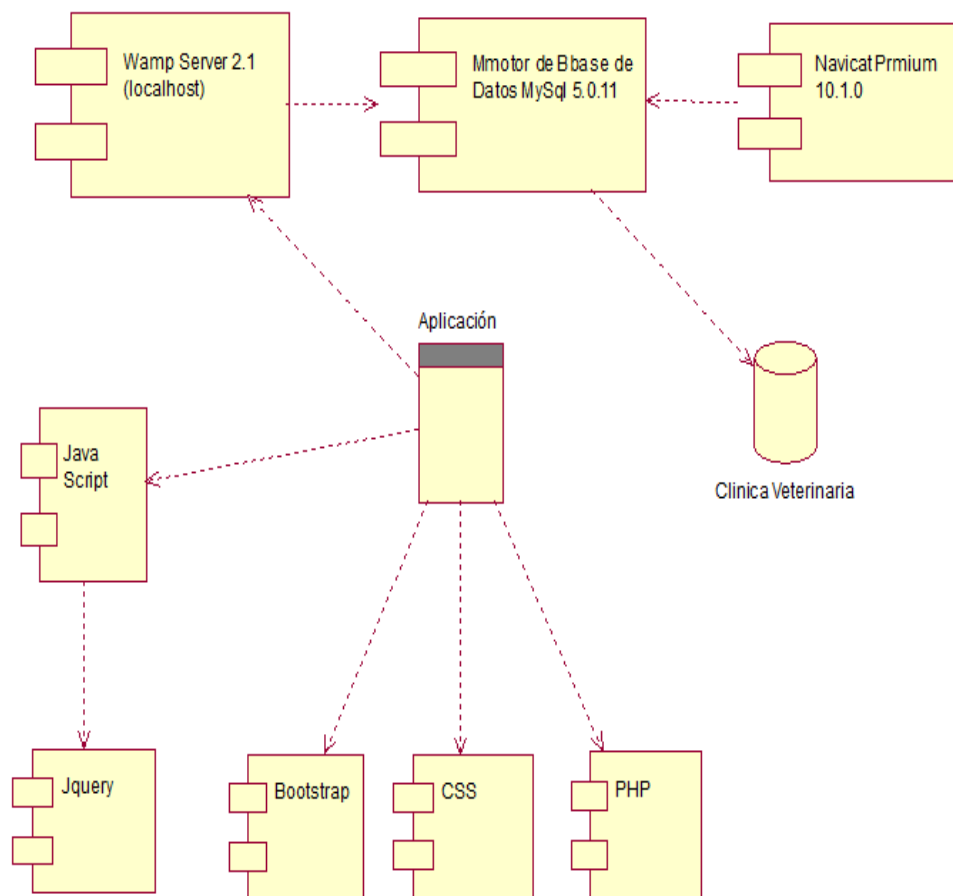 Wamp Server 2.1
(localhost)
Mmotor de Bbase de
Datos MySql 5.0.11
Navicat Prmium
10.1.0
Aplicación
Java
Script
Clinica Veterinaria
Jquery
Bootstrap
CSS
PHP